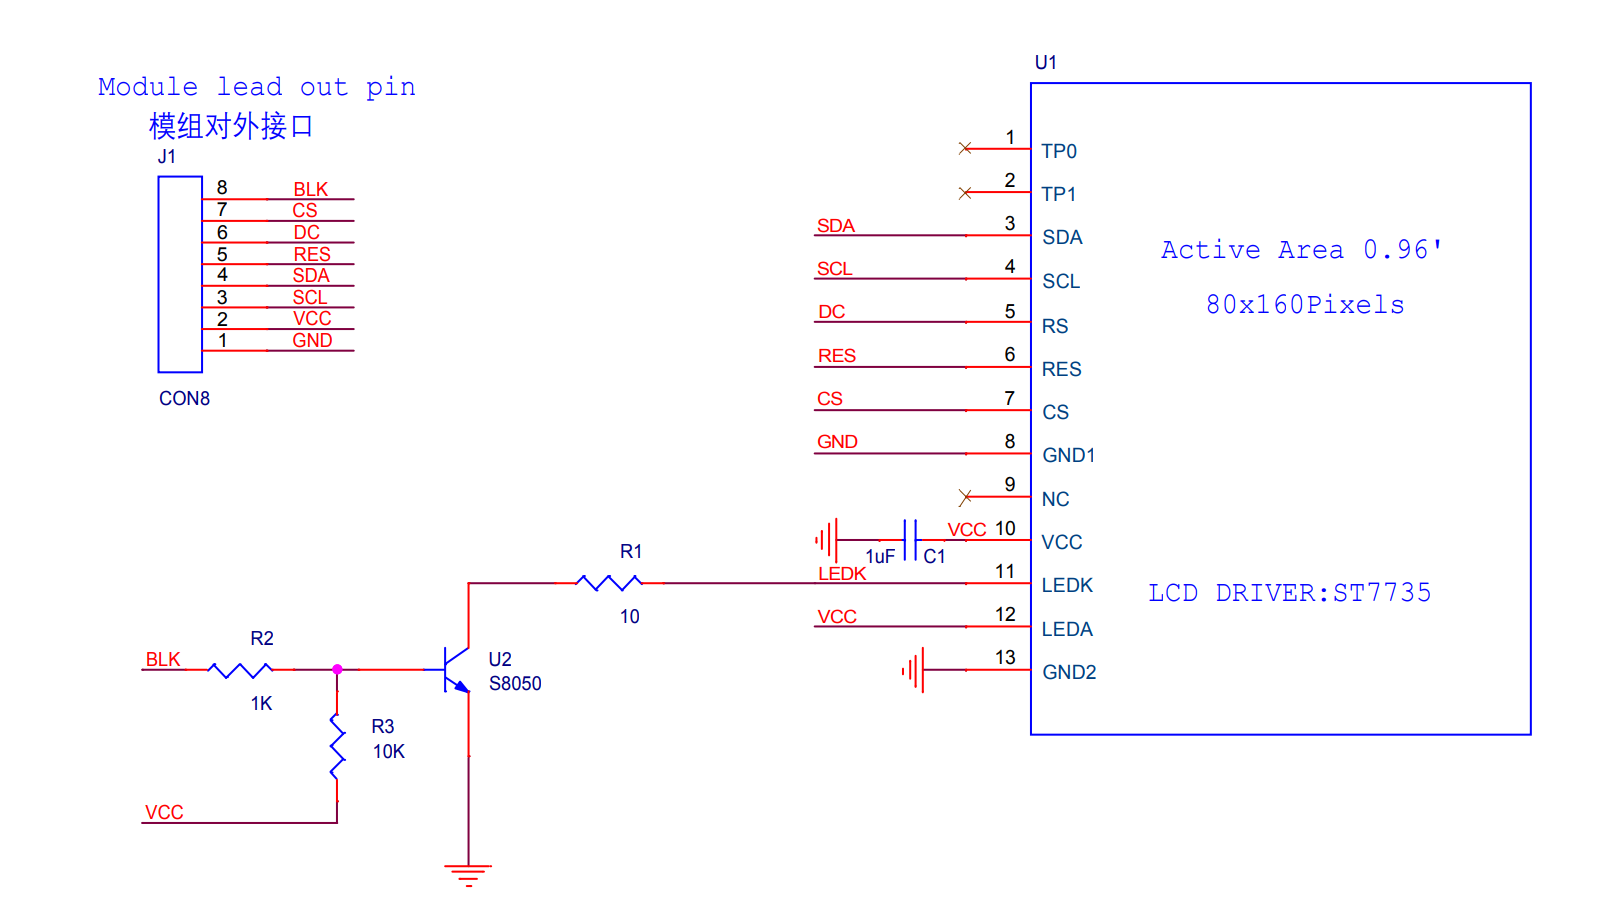 Module lead out pin
模组对外接口
J1
8 BLK
7 CS
6 DC
5 RES
4 SDA
3 SCL
2 VCC
1 GND
CON8
U1
1 TP0
2 TP1
SDA 3 SDA
SCL 4 SCL
DC 5 RS
RES 6 RES
CS 7 CS
GND 8 GND1
9 NC
1uF C1 VCC 10 VCC
LEDK 11 LEDK
VCC 12 LEDA
13 GND2
Active Area 0.96'
80x160Pixels
LCD DRIVER:ST7735
R1
10
BLK
R2
1K
U2
S8050
R3
10K
VCC